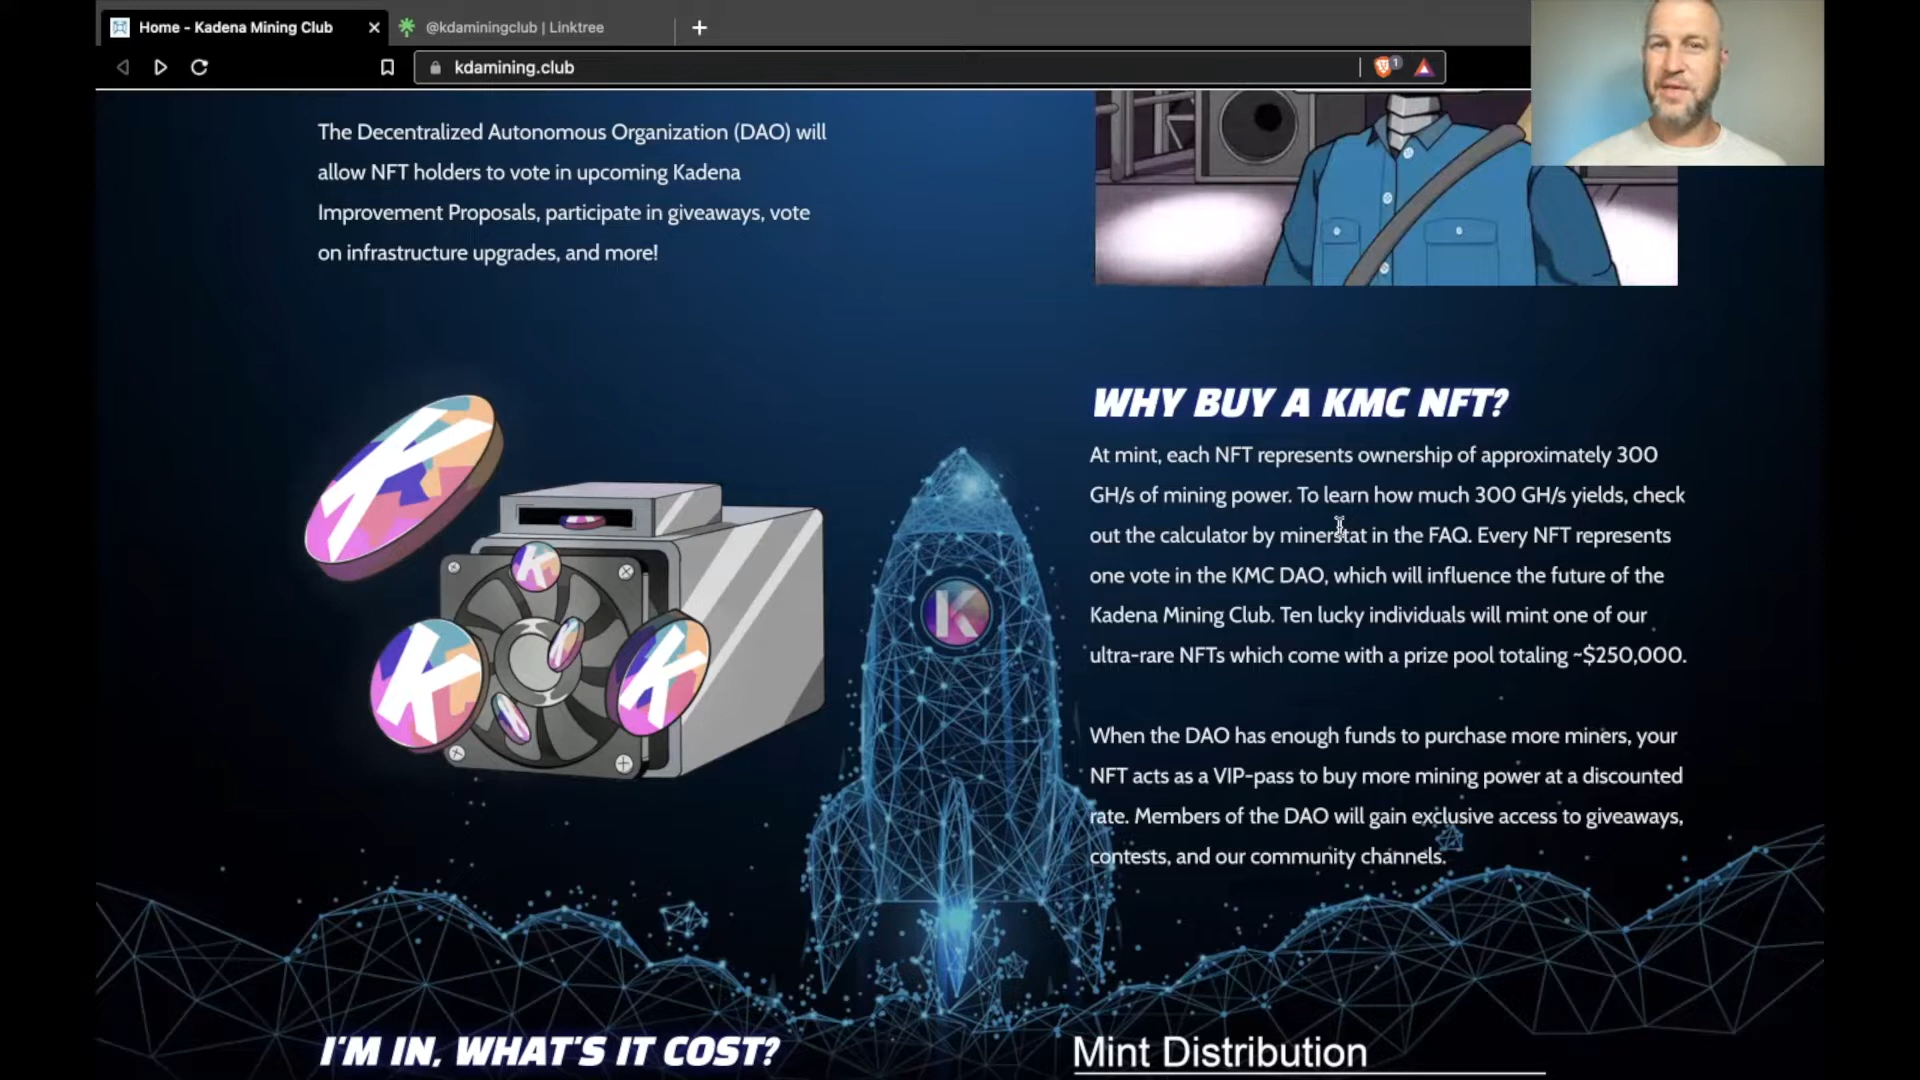 Home - Kadena Mining Club
@kdaminingclub | Linktree
kdamining.club
1
The Decentralized Autonomous Organization (DAO) will
allow NFT holders to vote in upcoming Kadena
Improvement Proposals, participate in giveaways, vote
on infrastructure upgrades, and more!
WHY BUY A KMC NFT?
At mint, each NFT represents ownership of approximately 300
GH/s of mining power. To learn how much 300 GH/s yields, check
out the calculator by minerstat in the FAQ. Every NFT represents
one vote in the KMC DAO, which will influence the future of the
Kadena Mining Club. Ten lucky individuals will mint one of our
ultra-rare NFTs which come with a prize pool totaling ~$250,000.
When the DAO has enough funds to purchase more miners, your
NFT acts as a VIP-pass to buy more mining power at a discounted
rate. Members of the DAO will gain exclusive access to giveaways,
contests, and our community channels.
K
K
K
K
K
I'M IN, WHAT'S IT COST?
Mint Distribution